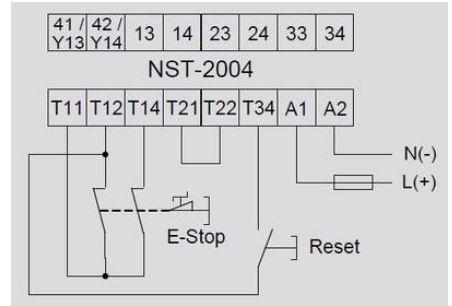 41 / Y13 42 / Y14 13 14 23 24 33 34
NST-2004
T11 T12 T14 T21 T22 T34 A1 A2
N(-)
L(+)
E-Stop
Reset